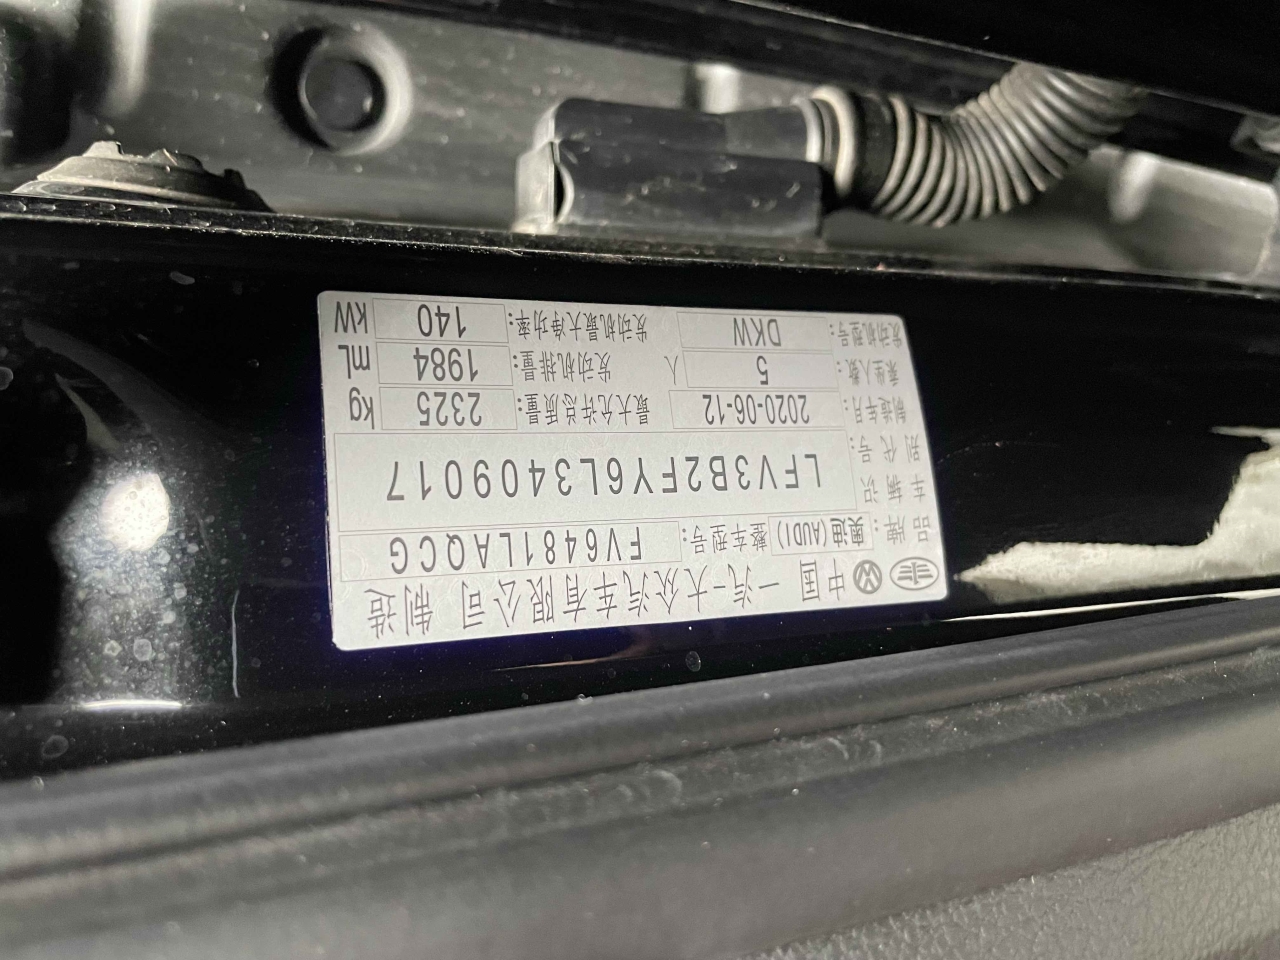 中国 一汽-大众汽车有限公司 制造
品牌: 奥迪(AUDI) 整车型号: FV6481LAQCG
车辆识别代号: LFV3B2FY6L3409017
制造年月: 2020-06-12 最大允许总质量: 2325 kg
乘坐人数: 5 人 发动机排量: 1984 mL
发动机型号: DKW 发动机最大净功率: 140 kW